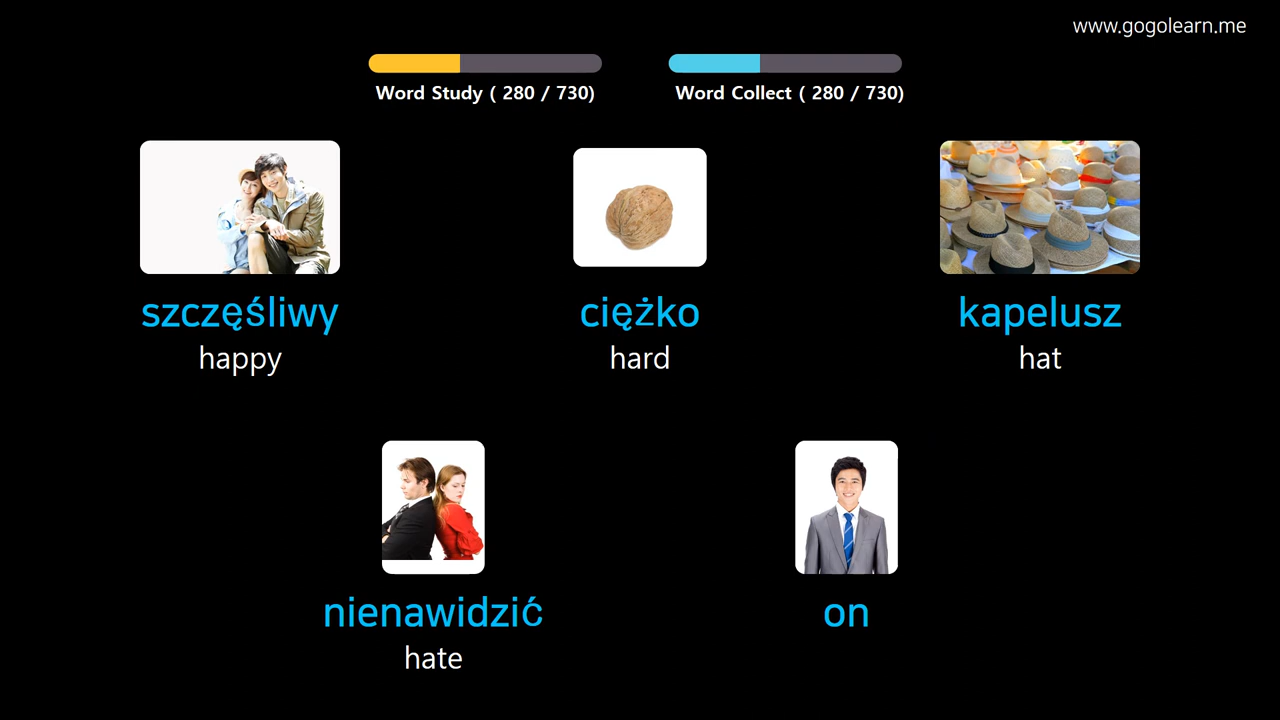 www.gogolearn.me
Word Study ( 280 / 730)
Word Collect ( 280 / 730)
szczęśliwy
happy
ciężko
hard
kapelusz
hat
nienawidzić
hate
on